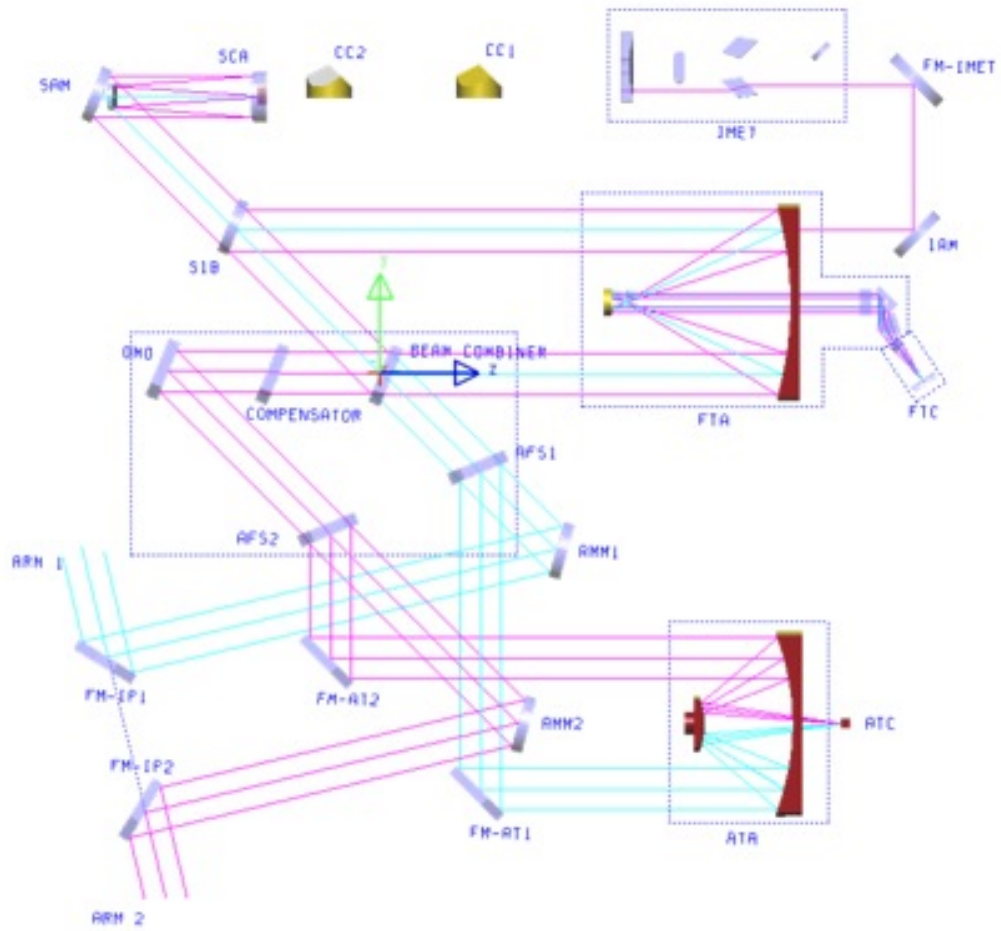 CC2
CC1
SCA
FM-IMET
SAM
IMET
IAM
SIB
Y
OMO
BEAM COMBINER
Z
COMPENSATOR
FTC
FTA
AFS1
AFS2
AMM1
ARM 1
FM-IP1
FM-AT2
AMM2
ATC
FM-IP2
FM-AT1
ATA
ARM 2